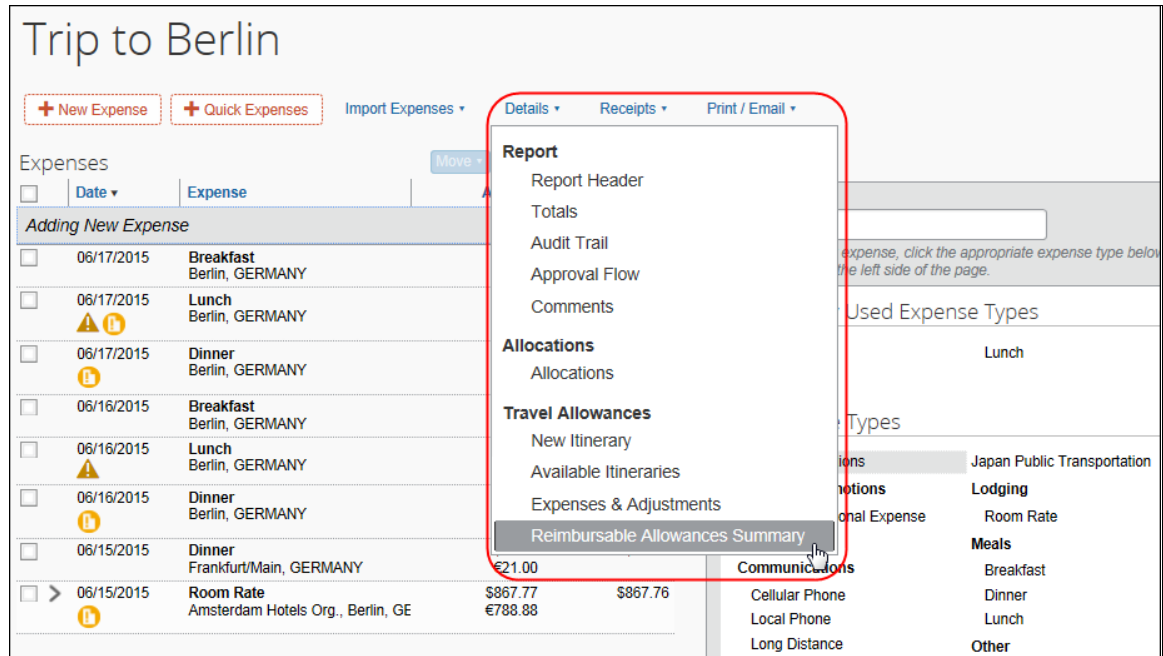 Trip to Berlin
New Expense
Quick Expenses
Import Expenses
Details
Receipts
Print / Email
Expenses
Move
Date
Expense
A
Adding New Expense
06/17/2015
Breakfast
Berlin, GERMANY
06/17/2015
Lunch
Berlin, GERMANY
06/17/2015
Dinner
Berlin, GERMANY
06/16/2015
Breakfast
Berlin, GERMANY
06/16/2015
Lunch
Berlin, GERMANY
06/16/2015
Dinner
Berlin, GERMANY
06/15/2015
Dinner
Frankfurt/Main, GERMANY
€21.00
06/15/2015
Room Rate
Amsterdam Hotels Org., Berlin, GE
$867.77
€788.88
$867.76
Report
Report Header
Totals
Audit Trail
Approval Flow
Comments
Allocations
Allocations
Travel Allowances
New Itinerary
Available Itineraries
Expenses & Adjustments
Reimbursable Allowances Summary
expense, click the appropriate expense type below
the left side of the page.
Used Expense Types
Lunch
Types
ions
Japan Public Transportation
notions
Lodging
onal Expense
Room Rate
Meals
Communications
Breakfast
Cellular Phone
Dinner
Local Phone
Lunch
Long Distance
Other